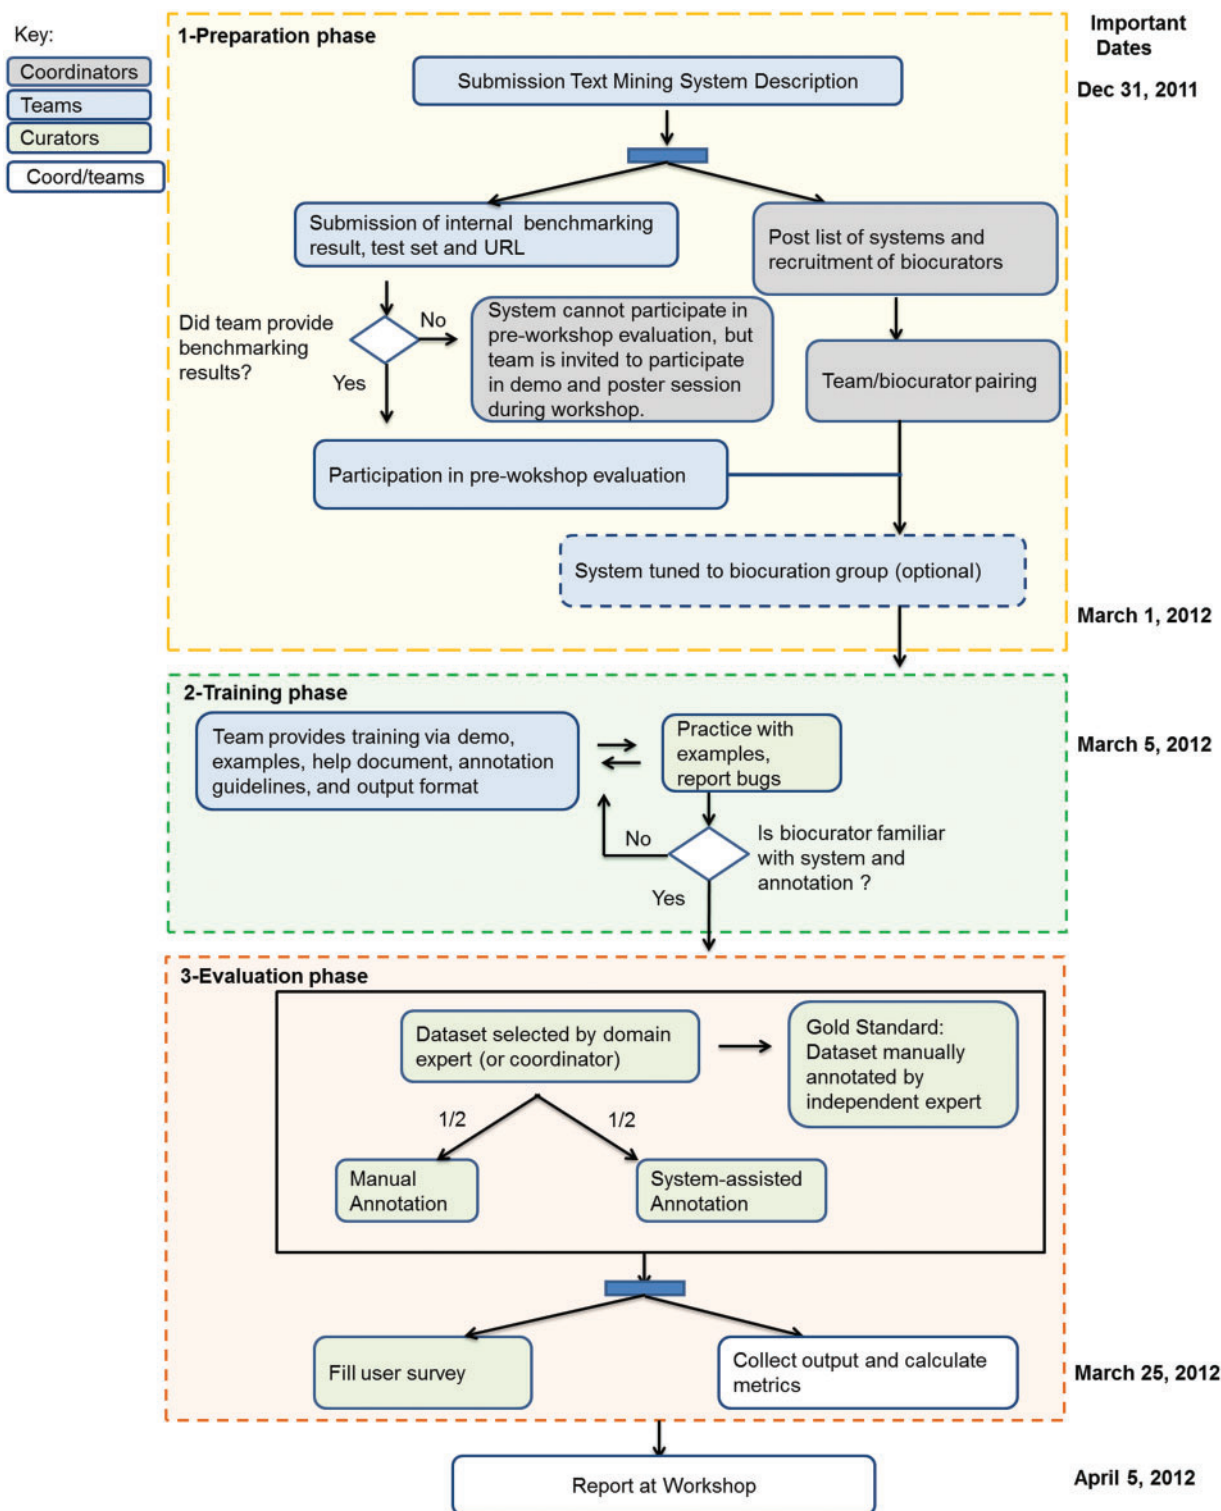 Key:
Coordinators
Teams
Curators
Coord/teams
Important
Dates
1-Preparation phase
Submission Text Mining System Description
Dec 31, 2011
Submission of internal benchmarking
result, test set and URL
Post list of systems and
recruitment of biocurators
Did team provide
benchmarking
results?
No
Yes
System cannot participate in
pre-workshop evaluation, but
team is invited to participate
in demo and poster session
during workshop.
Team/biocurator pairing
Participation in pre-wokshop evaluation
System tuned to biocuration group (optional)
March 1, 2012
2-Training phase
Team provides training via demo,
examples, help document, annotation
guidelines, and output format
Practice with
examples,
report bugs
March 5, 2012
No
Is biocurator familiar
with system and
annotation ?
Yes
3-Evaluation phase
Dataset selected by domain
expert (or coordinator)
Gold Standard:
Dataset manually
annotated by
independent expert
1/2
1/2
Manual
Annotation
System-assisted
Annotation
Fill user survey
Collect output and calculate
metrics
March 25, 2012
Report at Workshop
April 5, 2012